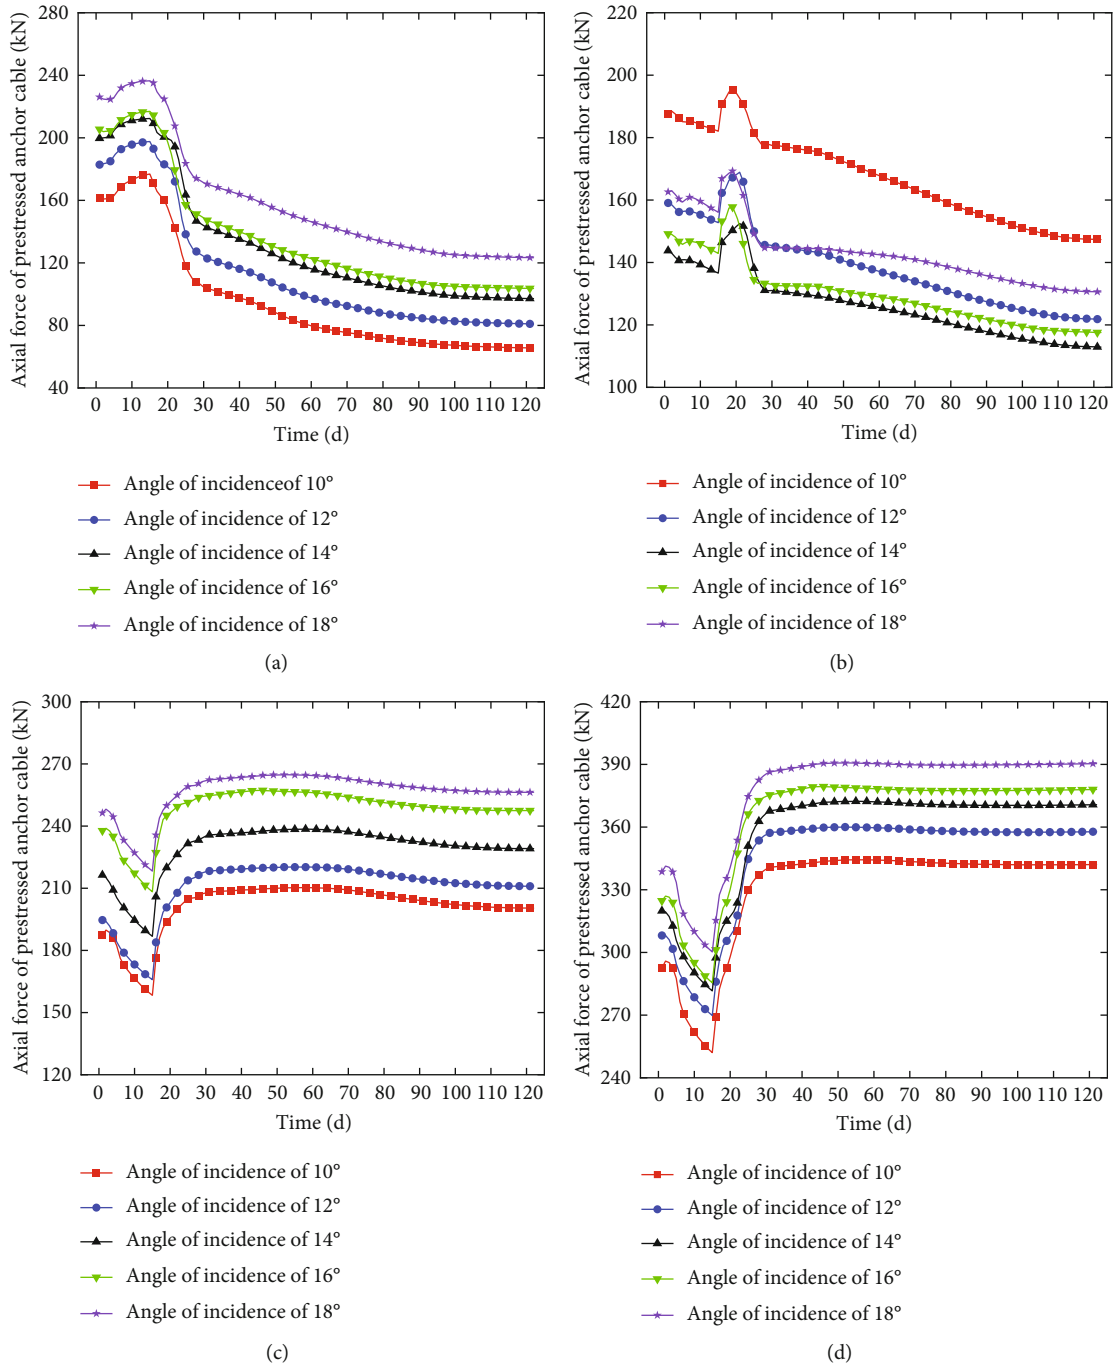 Axial force of prestressed anchor cable (kN)
280
240
200
160
120
80
40
0 10 20 30 40 50 60 70 80 90 100 110 120
Time (d)
Angle of incidenceof 10°
Angle of incidence of 12°
Angle of incidence of 14°
Angle of incidence of 16°
Angle of incidence of 18°
(a)
Axial force of prestressed anchor cable (kN)
220
200
180
160
140
120
100
0 10 20 30 40 50 60 70 80 90 100 110 120
Time (d)
Angle of incidence of 10°
Angle of incidence of 12°
Angle of incidence of 14°
Angle of incidence of 16°
Angle of incidence of 18°
(b)
Axial force of prestressed anchor cable (kN)
300
270
240
210
180
150
120
0 10 20 30 40 50 60 70 80 90 100 110 120
Time (d)
Angle of incidence of 10°
Angle of incidence of 12°
Angle of incidence of 14°
Angle of incidence of 16°
Angle of incidence of 18°
(c)
Axial force of prestressed anchor cable (kN)
420
390
360
330
300
270
240
0 10 20 30 40 50 60 70 80 90 100 110 120
Time (d)
Angle of incidence of 10°
Angle of incidence of 12°
Angle of incidence of 14°
Angle of incidence of 16°
Angle of incidence of 18°
(d)